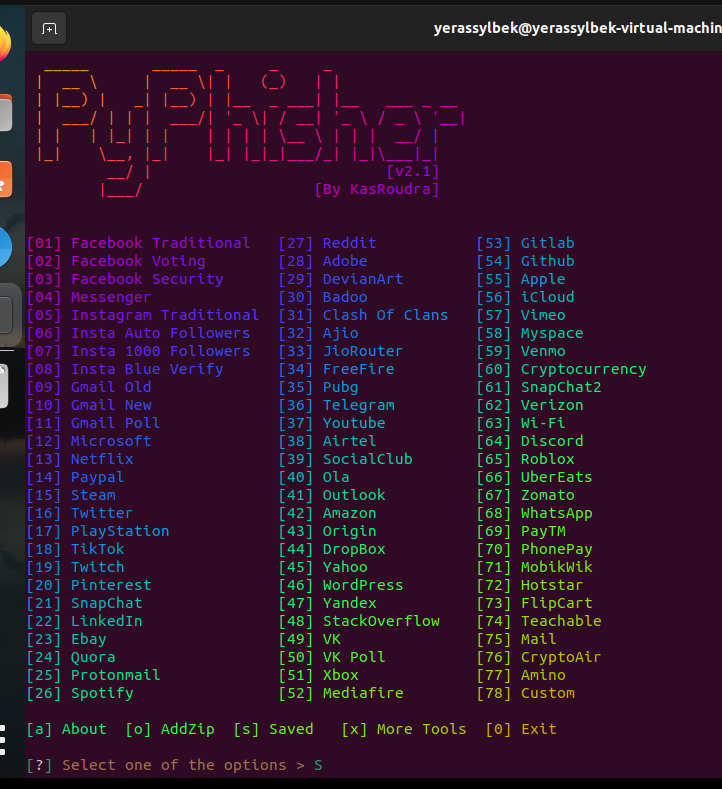 yerassylbek@yerassylbek-virtual-machin
PyPhisher
[v2.1]
[By KasRoudra]
[01] Facebook Traditional [27] Reddit [53] Gitlab
[02] Facebook Voting [28] Adobe [54] Github
[03] Facebook Security [29] DevianArt [55] Apple
[04] Messenger [30] Badoo [56] iCloud
[05] Instagram Traditional [31] Clash Of Clans [57] Vimeo
[06] Insta Auto Followers [32] Ajio [58] Myspace
[07] Insta 1000 Followers [33] JioRouter [59] Venmo
[08] Insta Blue Verify [34] FreeFire [60] Cryptocurrency
[09] Gmail Old [35] Pubg [61] SnapChat2
[10] Gmail New [36] Telegram [62] Verizon
[11] Gmail Poll [37] Youtube [63] Wi-Fi
[12] Microsoft [38] Airtel [64] Discord
[13] Netflix [39] SocialClub [65] Roblox
[14] Paypal [40] Ola [66] UberEats
[15] Steam [41] Outlook [67] Zomato
[16] Twitter [42] Amazon [68] WhatsApp
[17] PlayStation [43] Origin [69] PayTM
[18] TikTok [44] DropBox [70] PhonePay
[19] Twitch [45] Yahoo [71] MobikWik
[20] Pinterest [46] WordPress [72] Hotstar
[21] SnapChat [47] Yandex [73] FlipCart
[22] LinkedIn [48] StackOverflow [74] Teachable
[23] Ebay [49] VK [75] Mail
[24] Quora [50] VK Poll [76] CryptoAir
[25] Protonmail [51] Xbox [77] Amino
[26] Spotify [52] Mediafire [78] Custom
[a] About [o] AddZip [s] Saved [x] More Tools [0] Exit
[?] Select one of the options > S